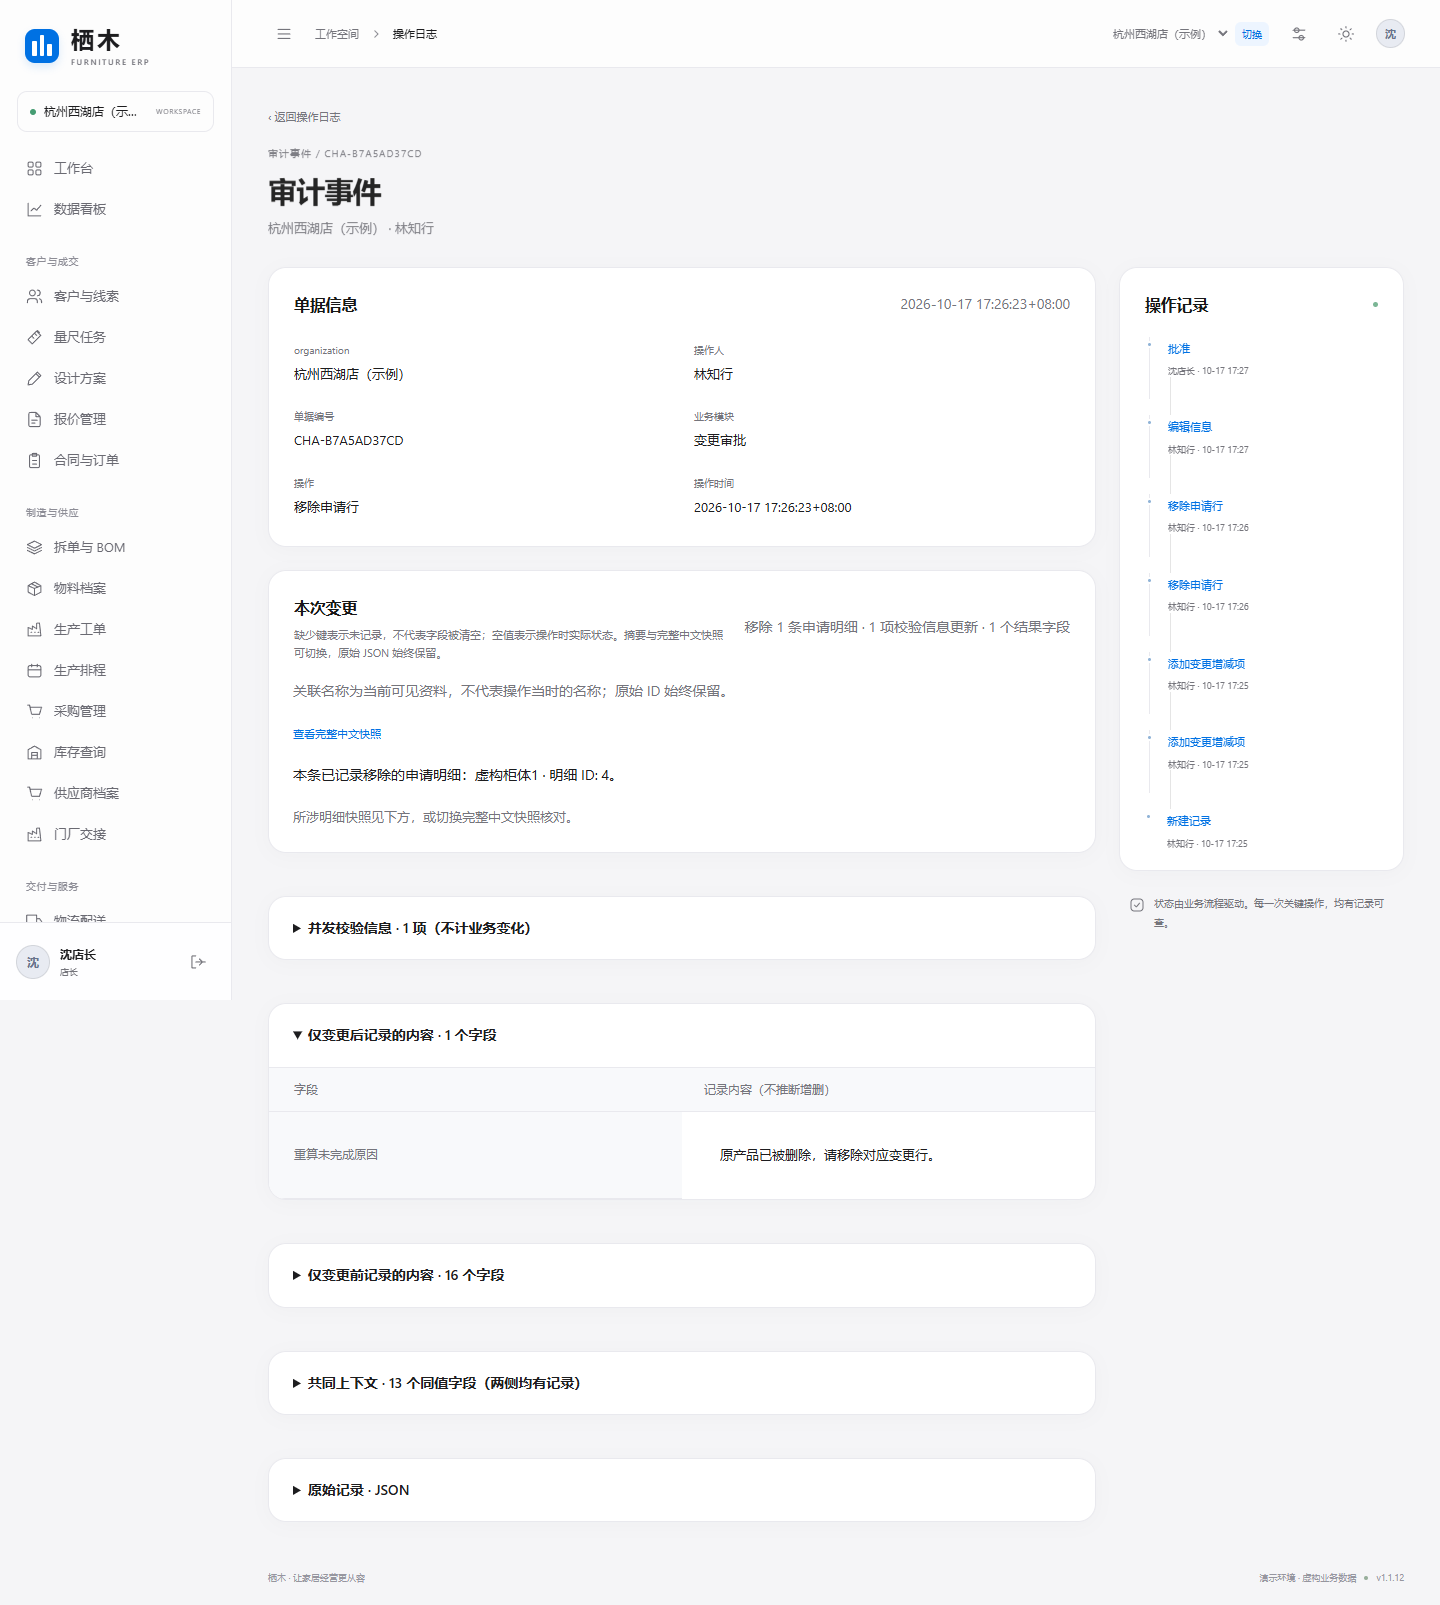 栖木
FURNITURE ERP
杭州西湖店（示... WORKSPACE
工作台
数据看板
客户与成交
客户与线索
量尺任务
设计方案
报价管理
合同与订单
制造与供应
拆单与 BOM
物料档案
生产工单
生产排程
采购管理
库存查询
供应商档案
门厂交接
交付与服务
物流配送
沈 沈店长
店长
工作空间 操作日志
杭州西湖店（示例） 切换 沈
‹ 返回操作日志
审计事件 / CHA-B7A5AD37CD
审计事件
杭州西湖店（示例） · 林知行
单据信息 2026-10-17 17:26:23+08:00
organization 操作人
杭州西湖店（示例） 林知行
单据编号 业务模块
CHA-B7A5AD37CD 变更审批
操作 操作时间
移除申请行 2026-10-17 17:26:23+08:00
本次变更
缺少键表示未记录，不代表字段被清空；空值表示操作时实际状态。摘要与完整中文快照
可切换，原始 JSON 始终保留。
移除 1 条申请明细 · 1 项校验信息更新 · 1 个结果字段
关联名称为当前可见资料，不代表操作当时的名称；原始 ID 始终保留。
查看完整中文快照
本条已记录移除的申请明细：虚构柜体1 · 明细 ID: 4。
所涉明细快照见下方，或切换完整中文快照核对。
并发校验信息 · 1 项（不计业务变化）
仅变更后记录的内容 · 1 个字段
字段 记录内容（不推断增删）
重算未完成原因 原产品已被删除，请移除对应变更行。
仅变更前记录的内容 · 16 个字段
共同上下文 · 13 个同值字段（两侧均有记录）
原始记录 · JSON
操作记录
批准
沈店长 · 10-17 17:27
编辑信息
林知行 · 10-17 17:27
移除申请行
林知行 · 10-17 17:26
移除申请行
林知行 · 10-17 17:26
添加变更增减项
林知行 · 10-17 17:25
添加变更增减项
林知行 · 10-17 17:25
新建记录
林知行 · 10-17 17:25
状态由业务流程驱动。每一次关键操作，均有记录可
查。
栖木 · 让家居经营更从容
演示环境 · 虚构业务数据 v1.1.12